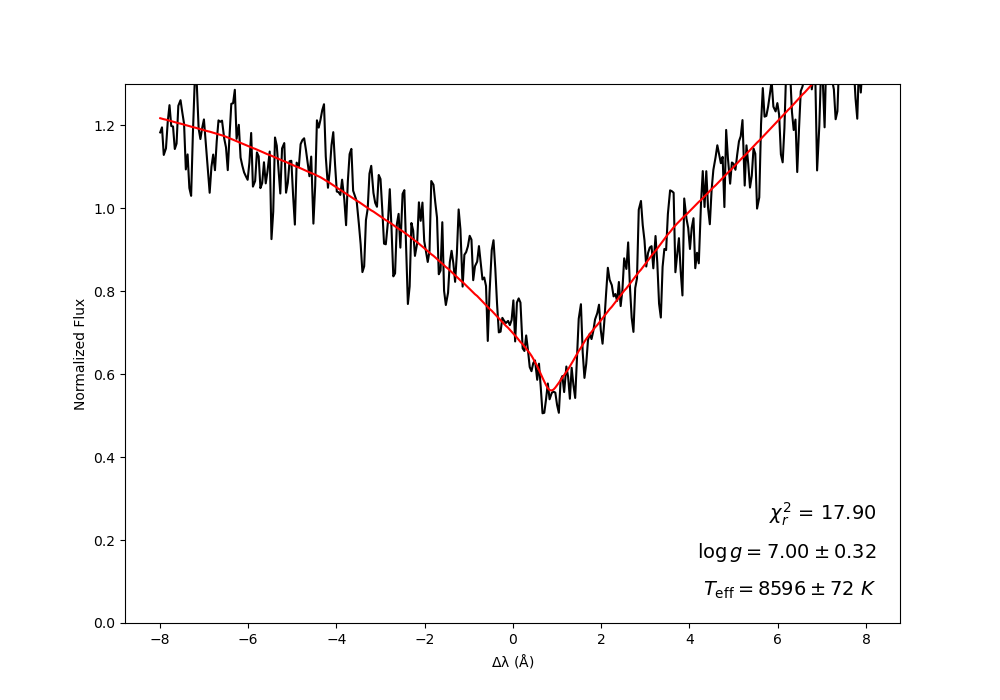 1.2
1.0
0.8
0.6
0.4
0.2
0.0
Normalized Flux
χ²ᵣ = 17.90
log g = 7.00 ± 0.32
T_eff = 8596 ± 72 K
−8 −6 −4 −2 0 2 4 6 8
Δλ (Å)